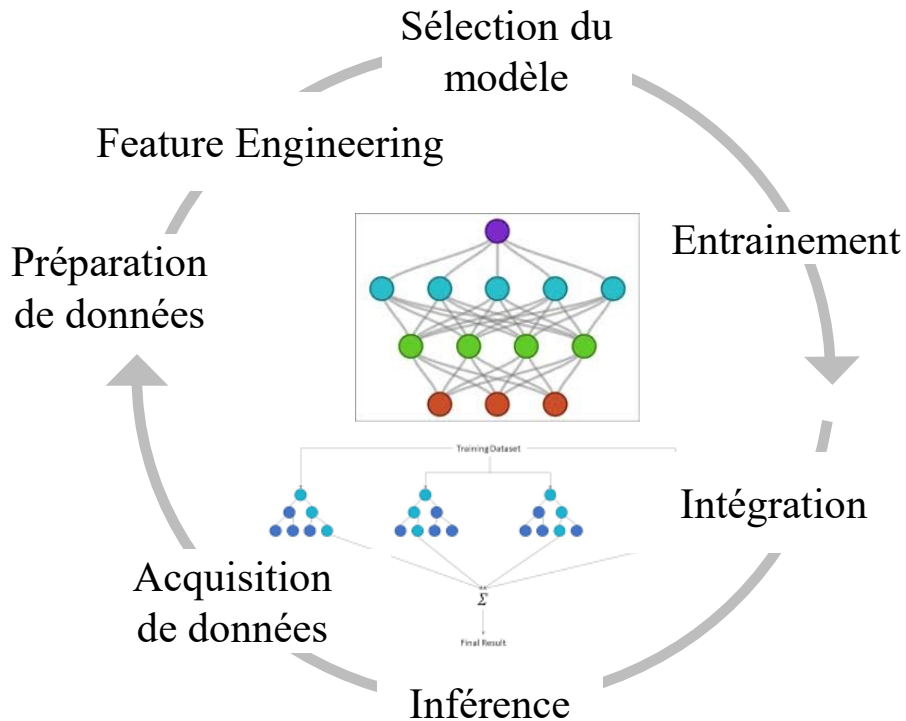 Sélection du
modèle
Feature Engineering
Entrainement
Préparation
de données
Training Dataset
Intégration
Acquisition
de données
Σ
Final Result
Inférence